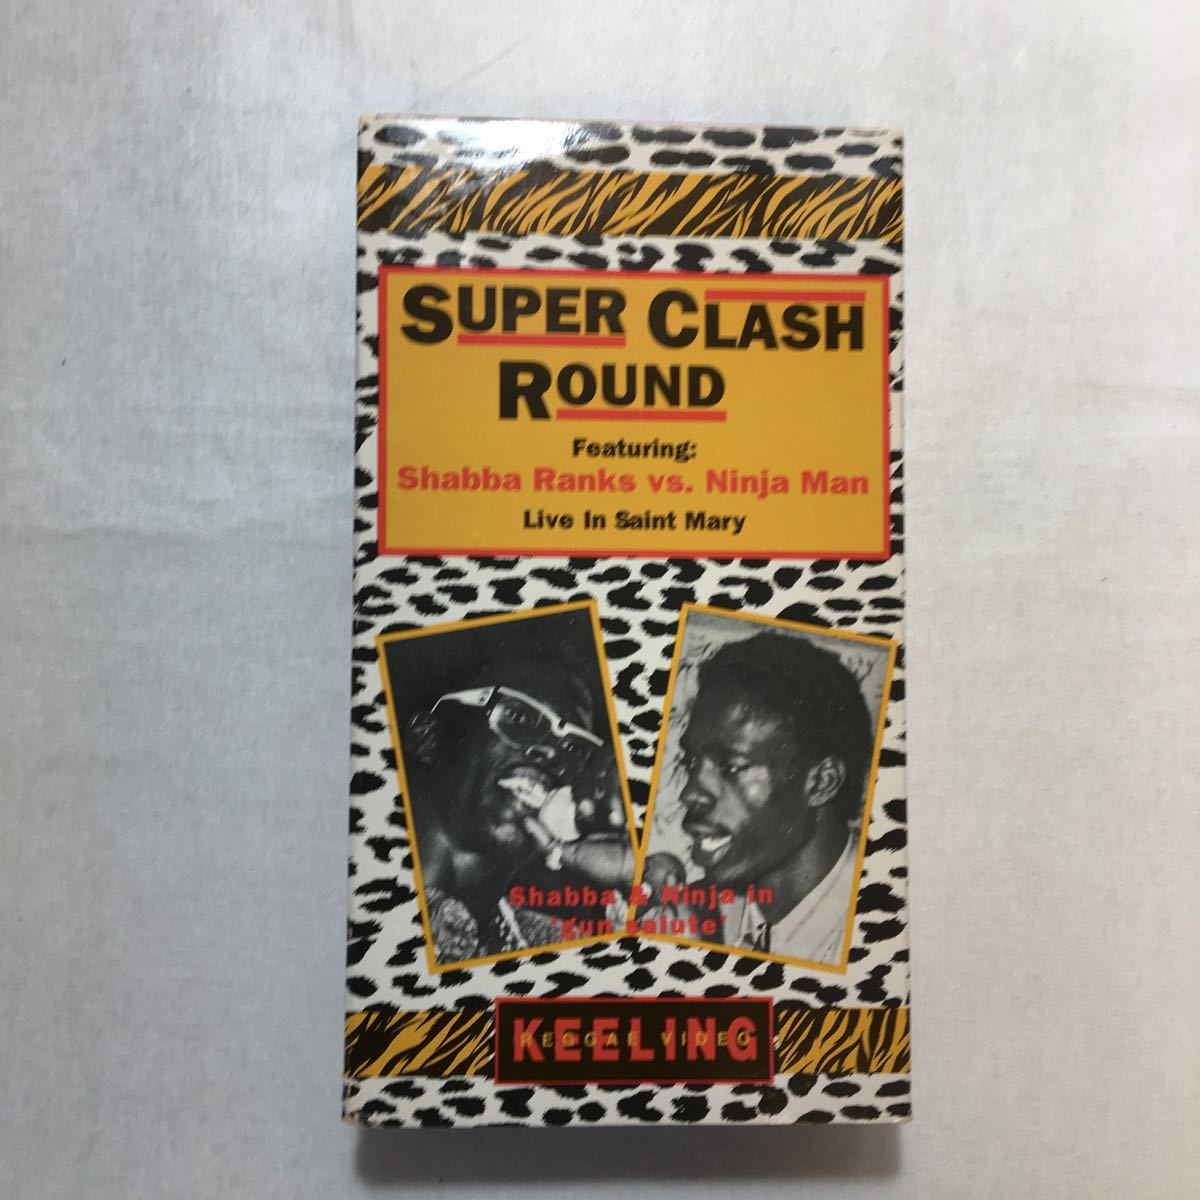 SUPER CLASH
ROUND
Featuring:
Shabba Ranks vs. Ninja Man
Live In Saint Mary
Shabba & Ninja in
'gun salute'
KEELING
REGGAE VIDEO